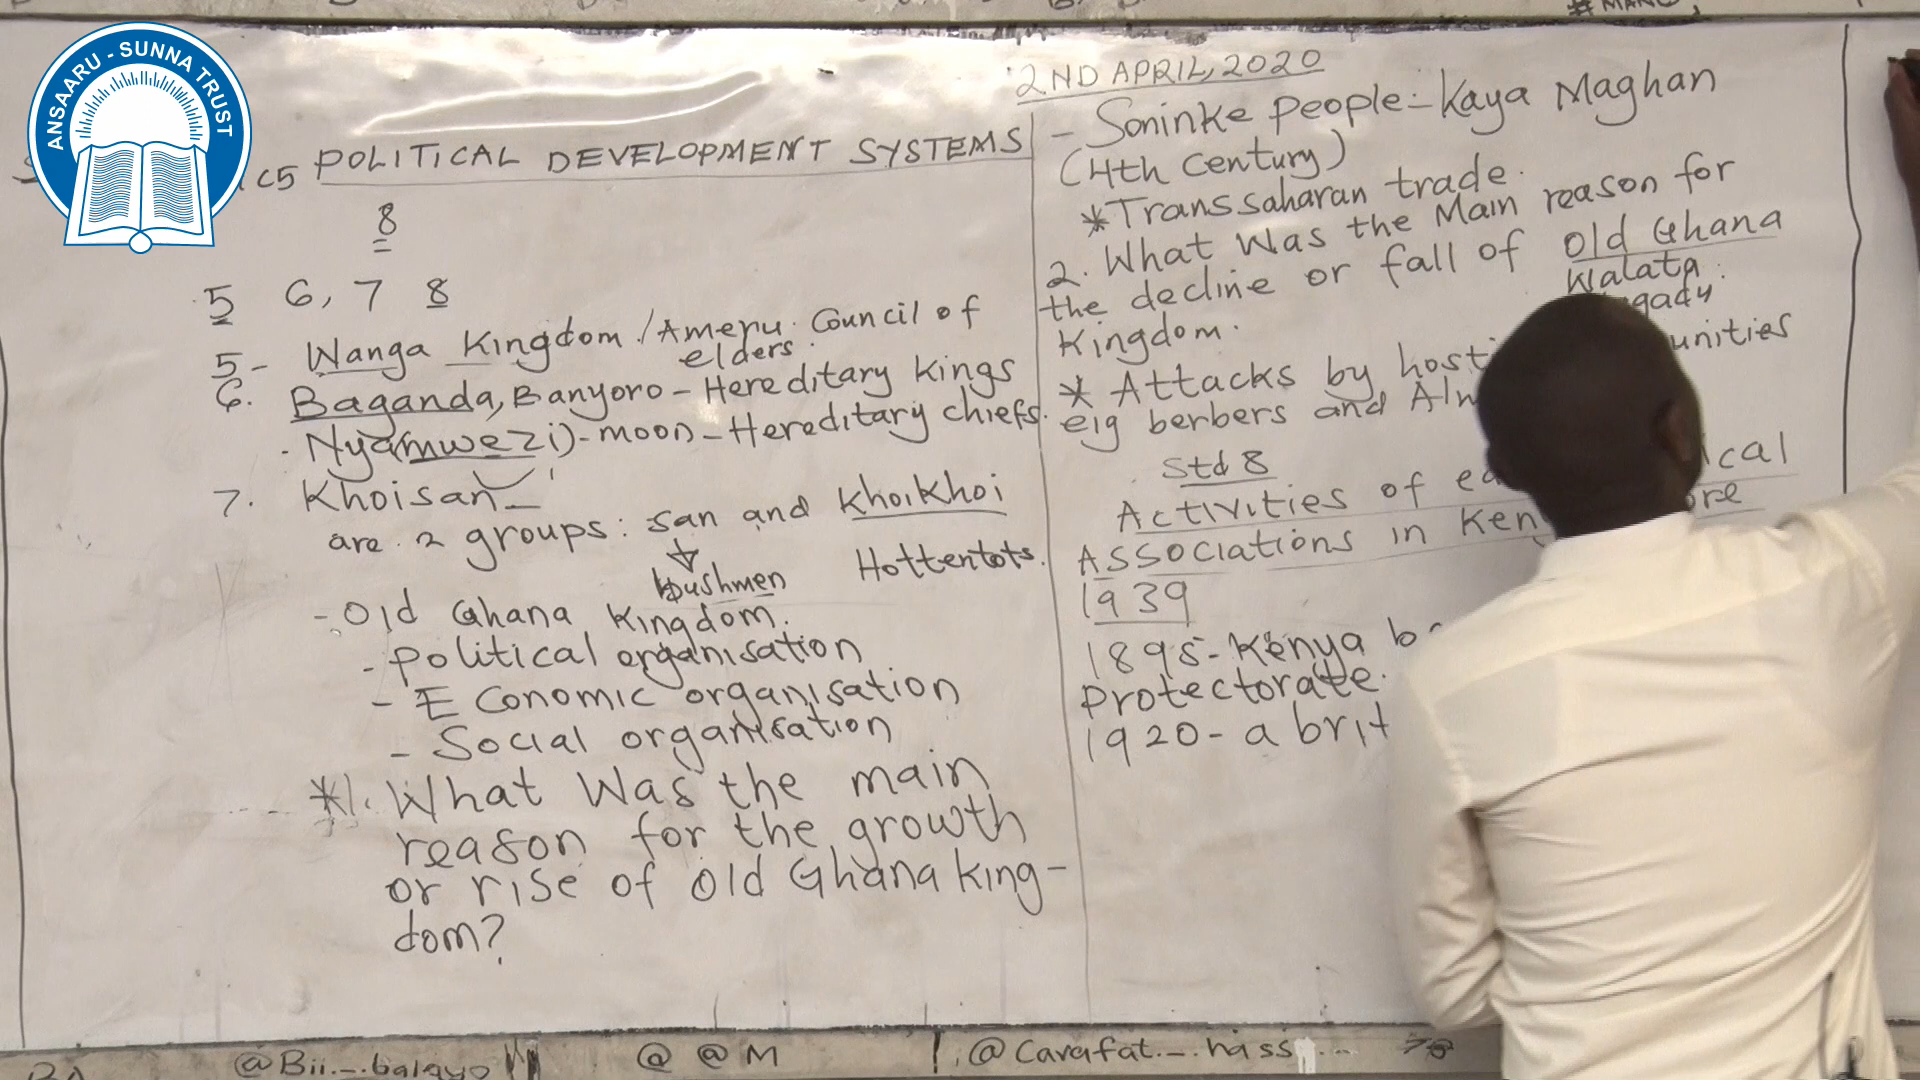 ANSAARU - SUNNA TRUST
2ND APRIL, 2020
C5 POLITICAL DEVELOPMENT SYSTEMS
8
5 6, 7 8
5- Wanga Kingdom / Ameru. Council of
elders.
6. Baganda, Banyoro - Hereditary Kings
- Nyamwezi) - moon - Hereditary chiefs.
7. Khoisan -
are 2 groups: san and Khoikhoi
bushmen Hottentots.
- Old Ghana Kingdom.
- Political organisation
- Economic organisation
- Social organisation
*1. What Was the main
reason for the growth
or rise of Old Ghana King-
dom?
- Soninke people:- Kaya Maghan
(4th Century)
* Transsaharan trade.
2. What Was the Main reason for
the decline or fall of Old Ghana
Kingdom. Walata.
* Attacks by
eig berbers and
Std 8
Activities of
Associations in
1939
1895- Kenya
Protectorate.
1920- a
@Bii._.balayo
@ @M
@Carafat._.hass